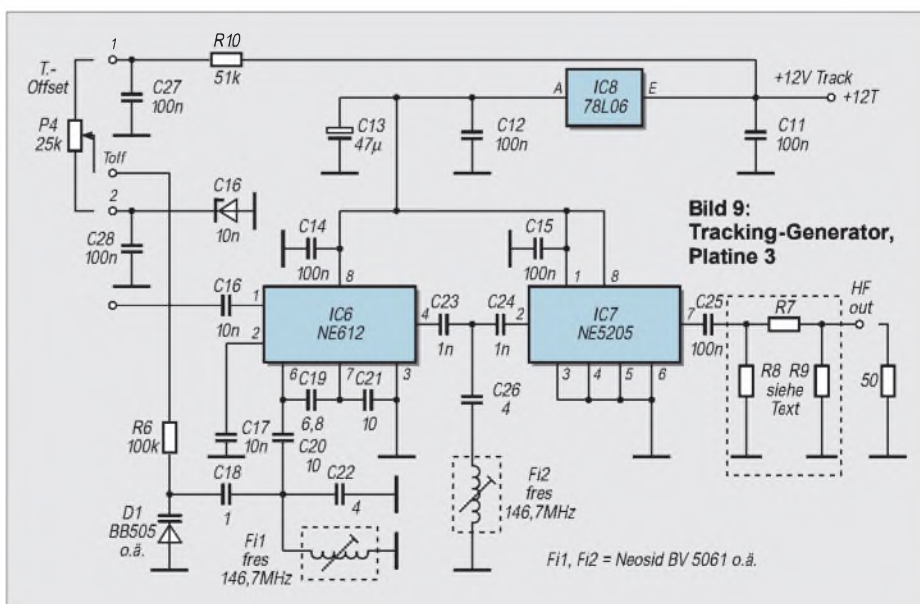 1
R10
51k
T.-
Offset
C27
100n
P4
25k
Toff
2
C28
100n
C16
10n
C13
47µ
A
IC8
78L06
E
C12
100n
+12V Track
+12T
C11
100n
Bild 9:
Tracking-Generator,
Platine 3
C14
100n
8
C15
100n
1
8
C16
10n
1
2
IC6
NE612
4
C23
1n
C24
1n
2
IC7
NE5205
7
C25
100n
R7
HF
out
R8
R9
siehe
Text
50
6
C19
6,8
7
C21
10
3
3
4
5
6
R6
100k
C17
10n
C20
10
C18
1
C22
4
C26
4
D1
BB505
o.ä.
Fi1
fres
146,7MHz
Fi2
fres
146,7MHz
Fi1, Fi2 = Neosid BV 5061 o.ä.